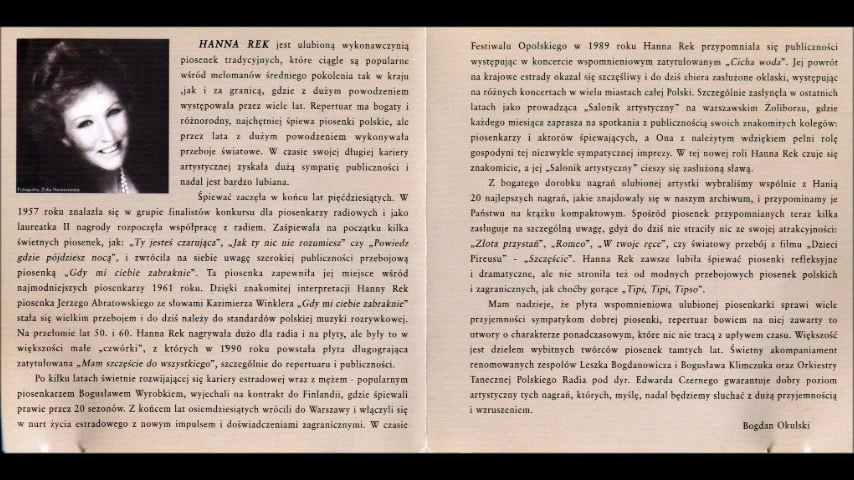 HANNA REK jest ulubioną wykonawczynią
piosenek tradycyjnych, które ciągle są popularne
wśród melomanów średniego pokolenia tak w kraju
,jak i za granicą, gdzie z dużym powodzeniem
występowała przez wiele lat. Repertuar ma bogaty i
różnorodny, najchętniej śpiewa piosenki polskie, ale
przez lata z dużym powodzeniem wykonywała
przeboje światowe. W czasie swojej długiej kariery
artystycznej zyskała dużą sympatię publiczności i
nadal jest bardzo lubiana.
Śpiewać zaczęła w końcu lat pięćdziesiątych. W
1957 roku znalazła się w grupie finalistów konkursu dla piosenkarzy radiowych i jako
laureatka II nagrody rozpoczęła współpracę z radiem. Zaśpiewała na początku kilka
świetnych piosenek, jak: „Ty jesteś czarująca", „Jak ty nic nie rozumiesz" czy „Powiedz
gdzie pójdziesz nocą", i zwróciła na siebie uwagę szerokiej publiczności przebojową
piosenką „Gdy mi ciebie zabraknie". Ta piosenka zapewniła jej miejsce wśród
najmodniejszych piosenkarzy 1961 roku. Dzięki znakomitej interpretacji Hanny Rek
piosenka Jerzego Abratowskiego ze słowami Kazimierza Winklera „Gdy mi ciebie zabraknie"
stała się wielkim przebojem i do dziś należy do standardów polskiej muzyki rozrywkowej.
Na przełomie lat 50. i 60. Hanna Rek nagrywała dużo dla radia i na płyty, ale były to w
większości małe „czwórki", z których w 1990 roku powstała płyta długogrająca
zatytułowana „Mam szczęście do wszystkiego", szczególnie do repertuaru i publiczności.
Po kilku latach świetnie rozwijającej się kariery estradowej wraz z mężem - popularnym
piosenkarzem Bogusławem Wyrobkiem, wyjechali na kontrakt do Finlandii, gdzie śpiewali
prawie przez 20 sezonów. Z końcem lat osiemdziesiątych wrócili do Warszawy i włączyli się
w nurt życia estradowego z nowym impulsem i doświadczeniami zagranicznymi. W czasie
Festiwalu Opolskiego w 1989 roku Hanna Rek przypomniała się publiczności
występując w koncercie wspomnieniowym zatytułowanym „Cicha woda". Jej powrót
na krajowe estrady okazał się szczęśliwy i do dziś zbiera zasłużone oklaski, występując
na różnych koncertach w wielu miastach całej Polski. Szczególnie zasłynęła w ostatnich
latach jako prowadząca „Salonik artystyczny" na warszawskim Żoliborzu, gdzie
każdego miesiąca zaprasza na spotkania z publicznością swoich znakomitych kolegów:
piosenkarzy i aktorów śpiewających, a Ona z należytym wdziękiem pełni rolę
gospodyni tej niezwykle sympatycznej imprezy. W tej nowej roli Hanna Rek czuje się
znakomicie, a jej „Salonik artystyczny" cieszy się zasłużoną sławą.
Z bogatego dorobku nagrań ulubionej artystki wybraliśmy wspólnie z Hanią
20 najlepszych nagrań, jakie znajdowały się w naszym archiwum, i przypominamy je
Państwu na krążku kompaktowym. Spośród piosenek przypomnianych teraz kilka
zasługuje na szczególną uwagę, gdyż do dziś nie straciły nic ze swojej atrakcyjności:
„Złota przystań", „Romeo", „W twoje ręce", czy światowy przebój z filmu „Dzieci
Pireusu" - „Szczęście". Hanna Rek zawsze lubiła śpiewać piosenki refleksyjne
i dramatyczne, ale nie stroniła też od modnych przebojowych piosenek polskich
i zagranicznych, jak choćby gorące „Tipi, Tipi, Tipso".
Mam nadzieję, że płyta wspomnieniowa ulubionej piosenkarki sprawi wiele
przyjemności sympatykom dobrej piosenki, repertuar bowiem na niej zawarty to
utwory o charakterze ponadczasowym, które nic nie tracą z upływem czasu. Większość
jest dziełem wybitnych twórców piosenek tamtych lat. Świetny akompaniament
renomowanych zespołów Leszka Bogdanowicza i Bogusława Klimczuka oraz Orkiestry
Tanecznej Polskiego Radia pod dyr. Edwarda Czernego gwarantuje dobry poziom
artystyczny tych nagrań, których, myślę, nadal będziemy słuchać z dużą przyjemnością
i wzruszeniem.
Bogdan Okulski